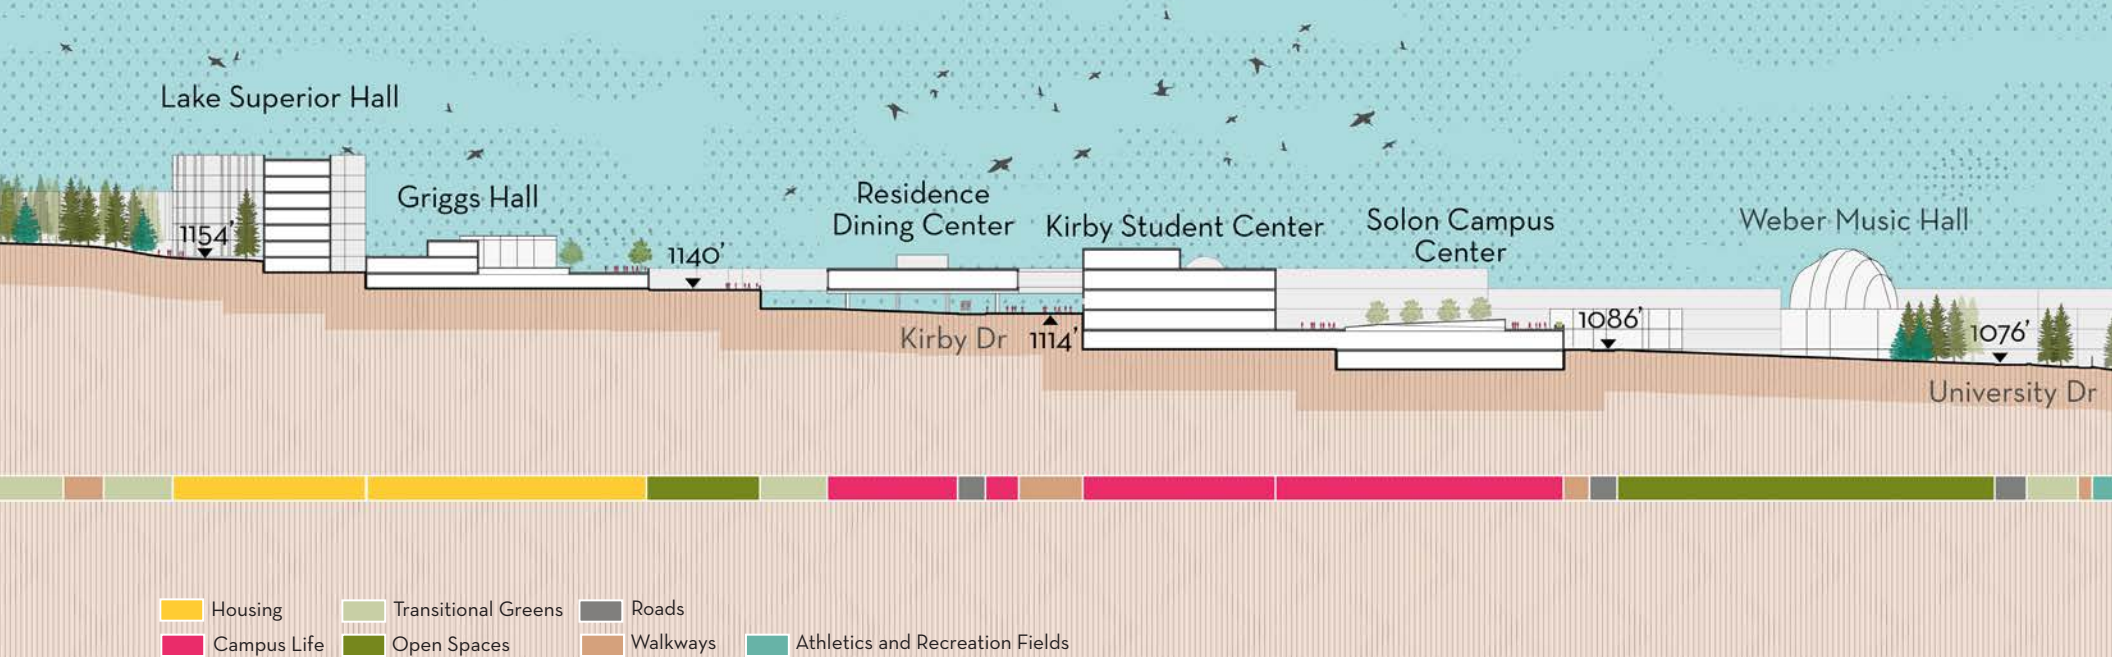 Lake Superior Hall
Griggs Hall
Residence
Dining Center
Kirby Student Center
Solon Campus
Center
Weber Music Hall
1154'
1140'
Kirby Dr
1114'
1086'
1076'
University Dr
Housing
Transitional Greens
Roads
Campus Life
Open Spaces
Walkways
Athletics and Recreation Fields